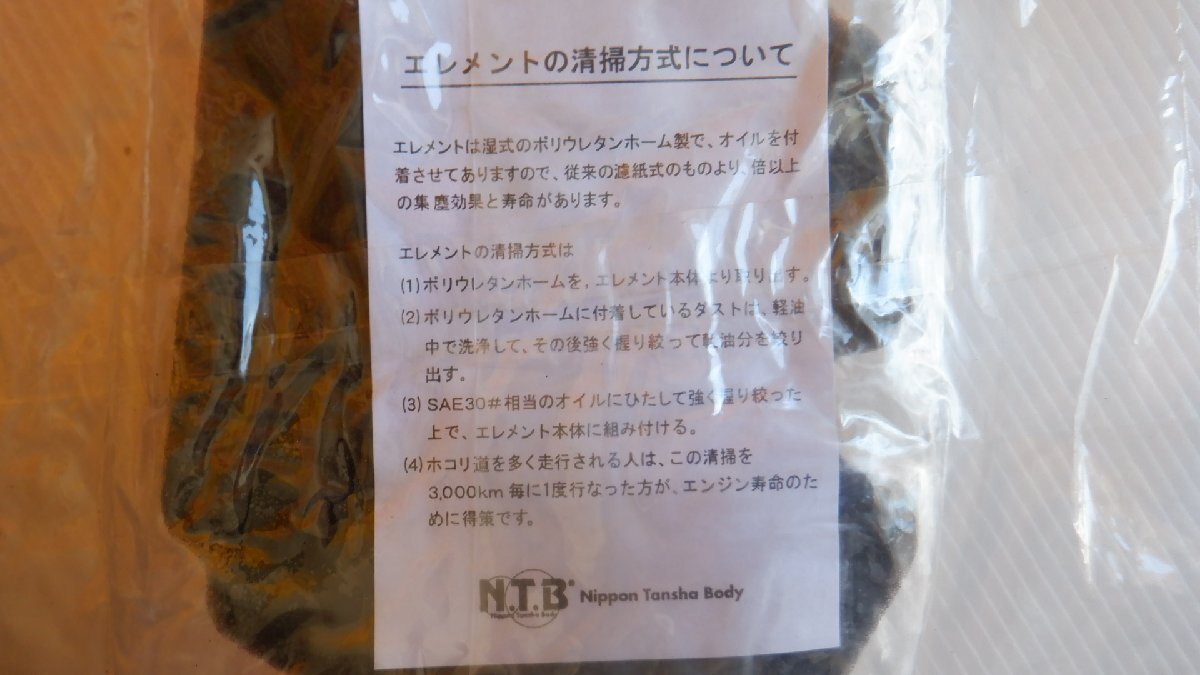 エレメントの清掃方式について
エレメントは湿式のポリウレタンホーム製で、オイルを付
着させてありますので、従来の濾紙式のものより、倍以上
の集塵効果と寿命があります。
エレメントの清掃方式は
(1)ポリウレタンホームを,エレメント本体より取り出す。
(2)ポリウレタンホームに付着しているダストは、軽油
中で洗浄して、その後強く握り絞って軽油分を絞り
出す。
(3)SAE30#相当のオイルにひたして強く握り絞った
上で、エレメント本体に組み付ける。
(4)ホコリ道を多く走行される人は、この清掃を
3,000km毎に1度行なった方が、エンジン寿命のた
めに得策です。
N.T.B® Nippon Tansha Body
Nippon Tansha Body